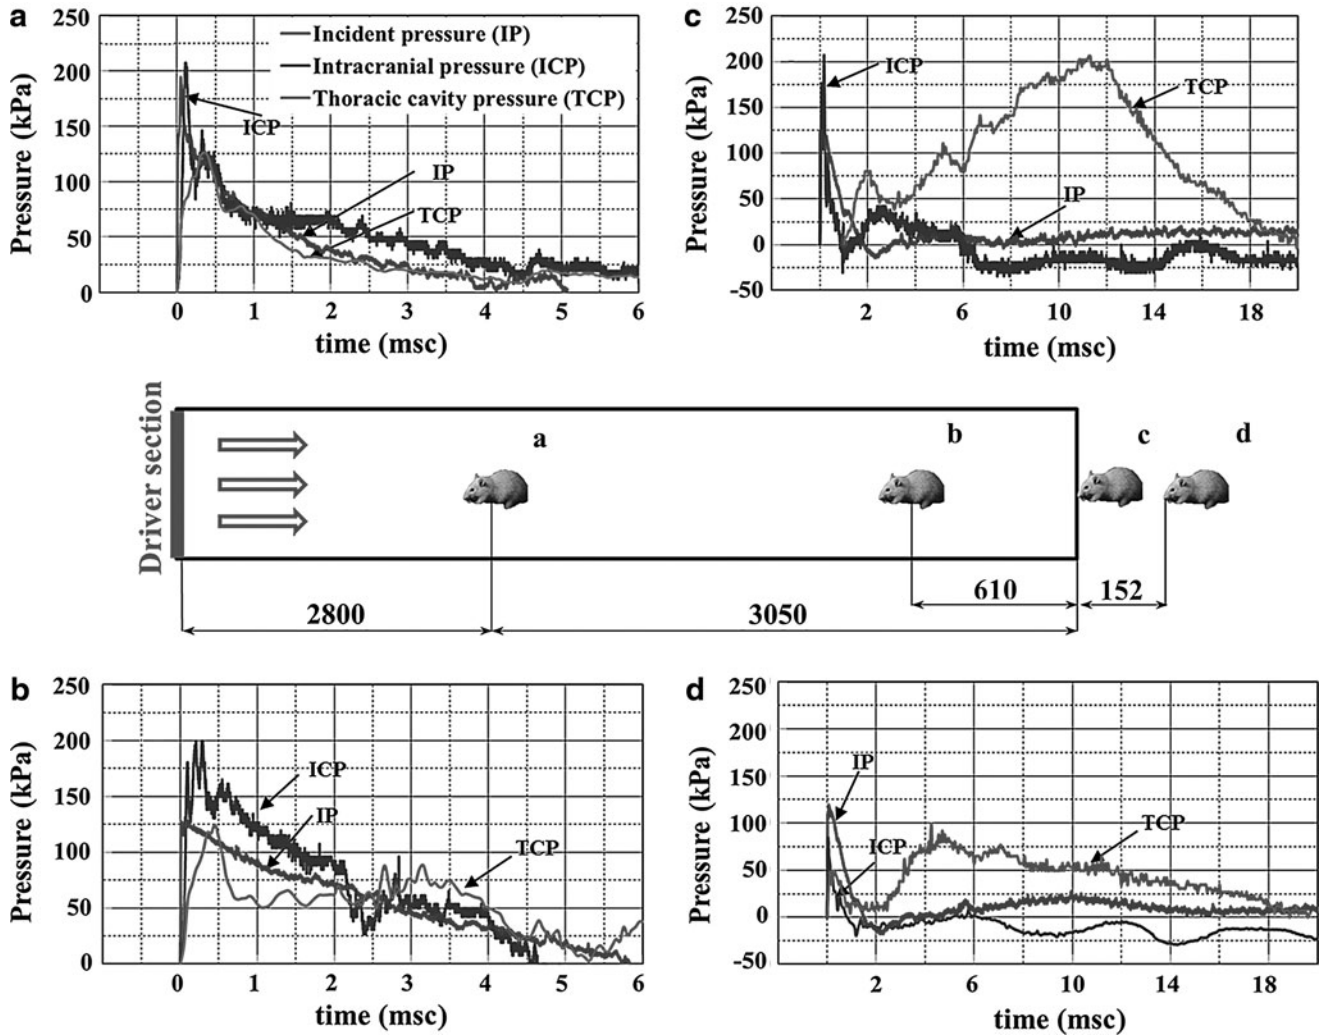 a
Pressure (kPa)
250
200
150
100
50
0
Incident pressure (IP)
Intracranial pressure (ICP)
Thoracic cavity pressure (TCP)
ICP
IP
TCP
0 1 2 3 4 5 6
time (msc)
c
Pressure (kPa)
250
200
150
100
50
0
-50
ICP
TCP
IP
2 6 10 14 18
time (msc)
Driver section
a
b
c
d
2800
3050
610
152
b
Pressure (kPa)
250
200
150
100
50
0
ICP
IP
TCP
0 1 2 3 4 5 6
time (msc)
d
Pressure (kPa)
250
200
150
100
50
0
-50
IP
ICP
TCP
2 6 10 14 18
time (msc)